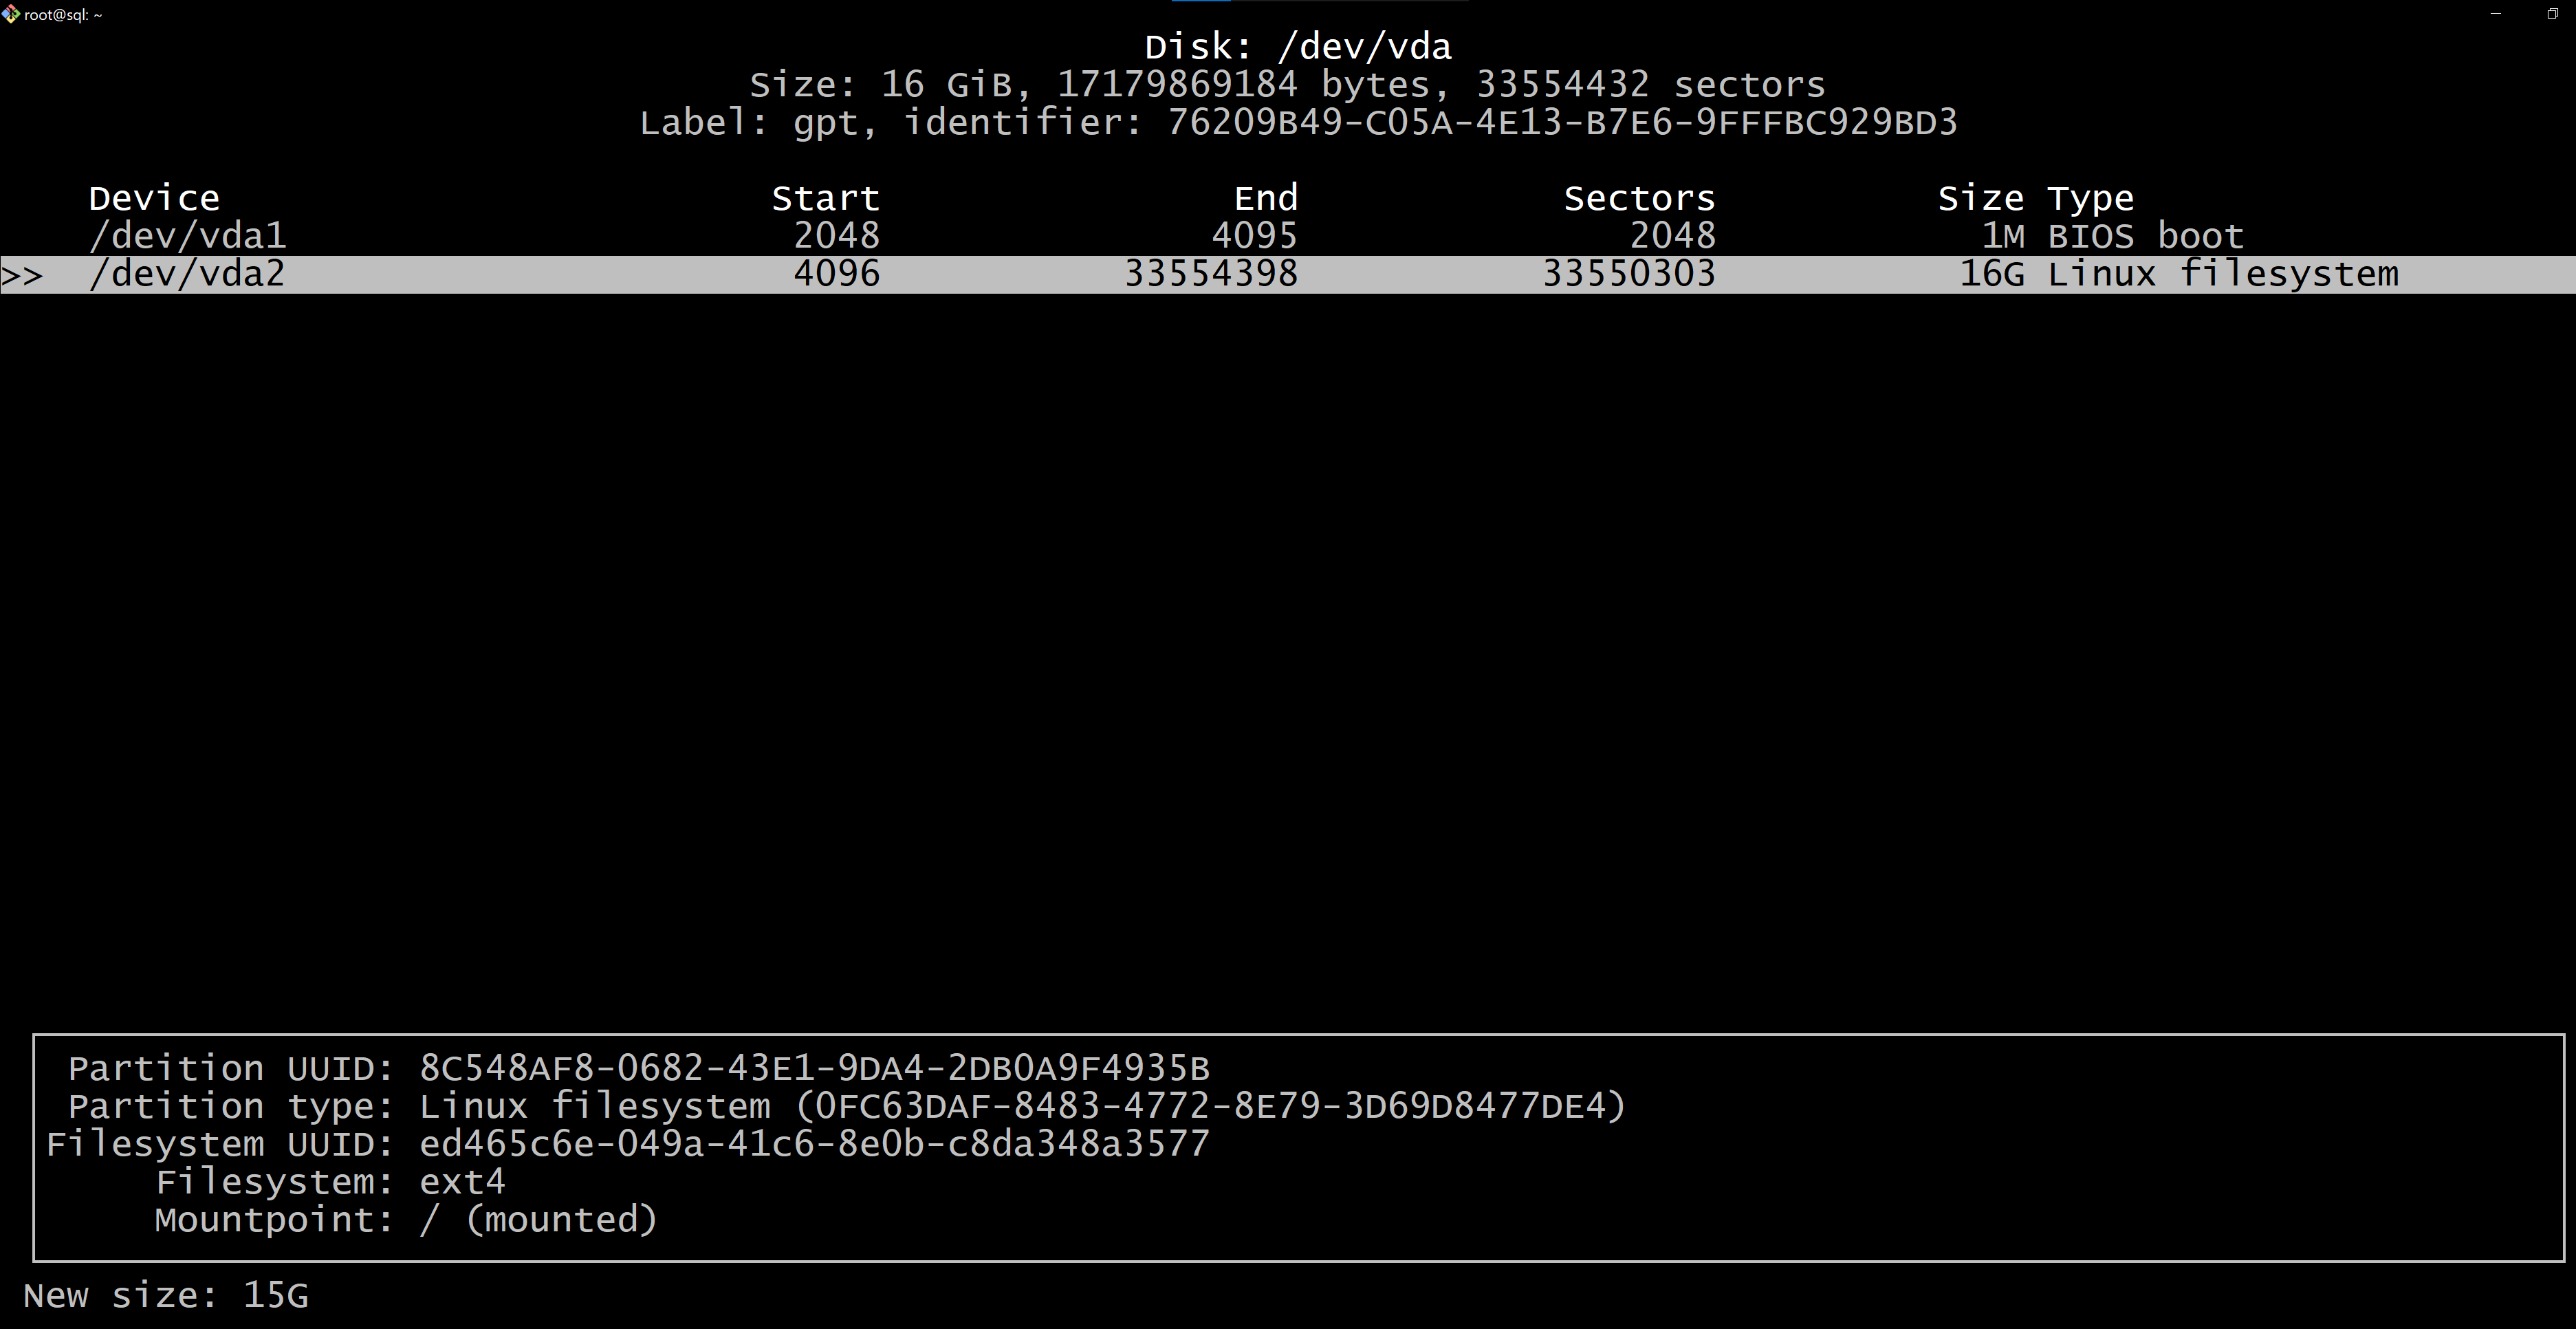 root@sql: ~
Disk: /dev/vda
Size: 16 GiB, 17179869184 bytes, 33554432 sectors
Label: gpt, identifier: 76209B49-C05A-4E13-B7E6-9FFFBC929BD3
Device Start End Sectors Size Type
/dev/vda1 2048 4095 2048 1M BIOS boot
>> /dev/vda2 4096 33554398 33550303 16G Linux filesystem
Partition UUID: 8C548AF8-0682-43E1-9DA4-2DB0A9F4935B
Partition type: Linux filesystem (0FC63DAF-8483-4772-8E79-3D69D8477DE4)
Filesystem UUID: ed465c6e-049a-41c6-8e0b-c8da348a3577
Filesystem: ext4
Mountpoint: / (mounted)
New size: 15G